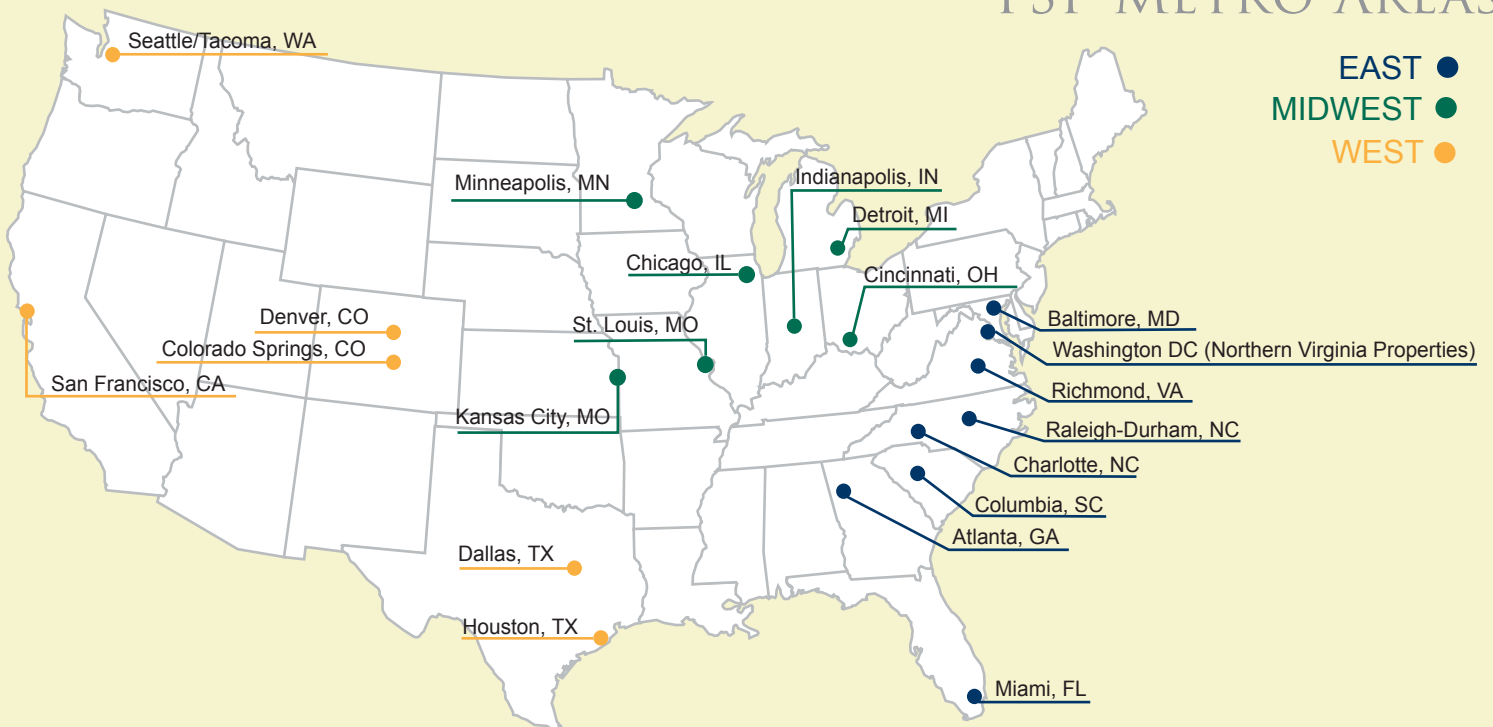 METRO AREAS
EAST
MIDWEST
WEST
Seattle/Tacoma, WA
Minneapolis, MN
Indianapolis, IN
Detroit, MI
Chicago, IL
Cincinnati, OH
Denver, CO
St. Louis, MO
Baltimore, MD
Colorado Springs, CO
Washington DC (Northern Virginia Properties)
San Francisco, CA
Richmond, VA
Kansas City, MO
Raleigh-Durham, NC
Charlotte, NC
Columbia, SC
Atlanta, GA
Dallas, TX
Houston, TX
Miami, FL